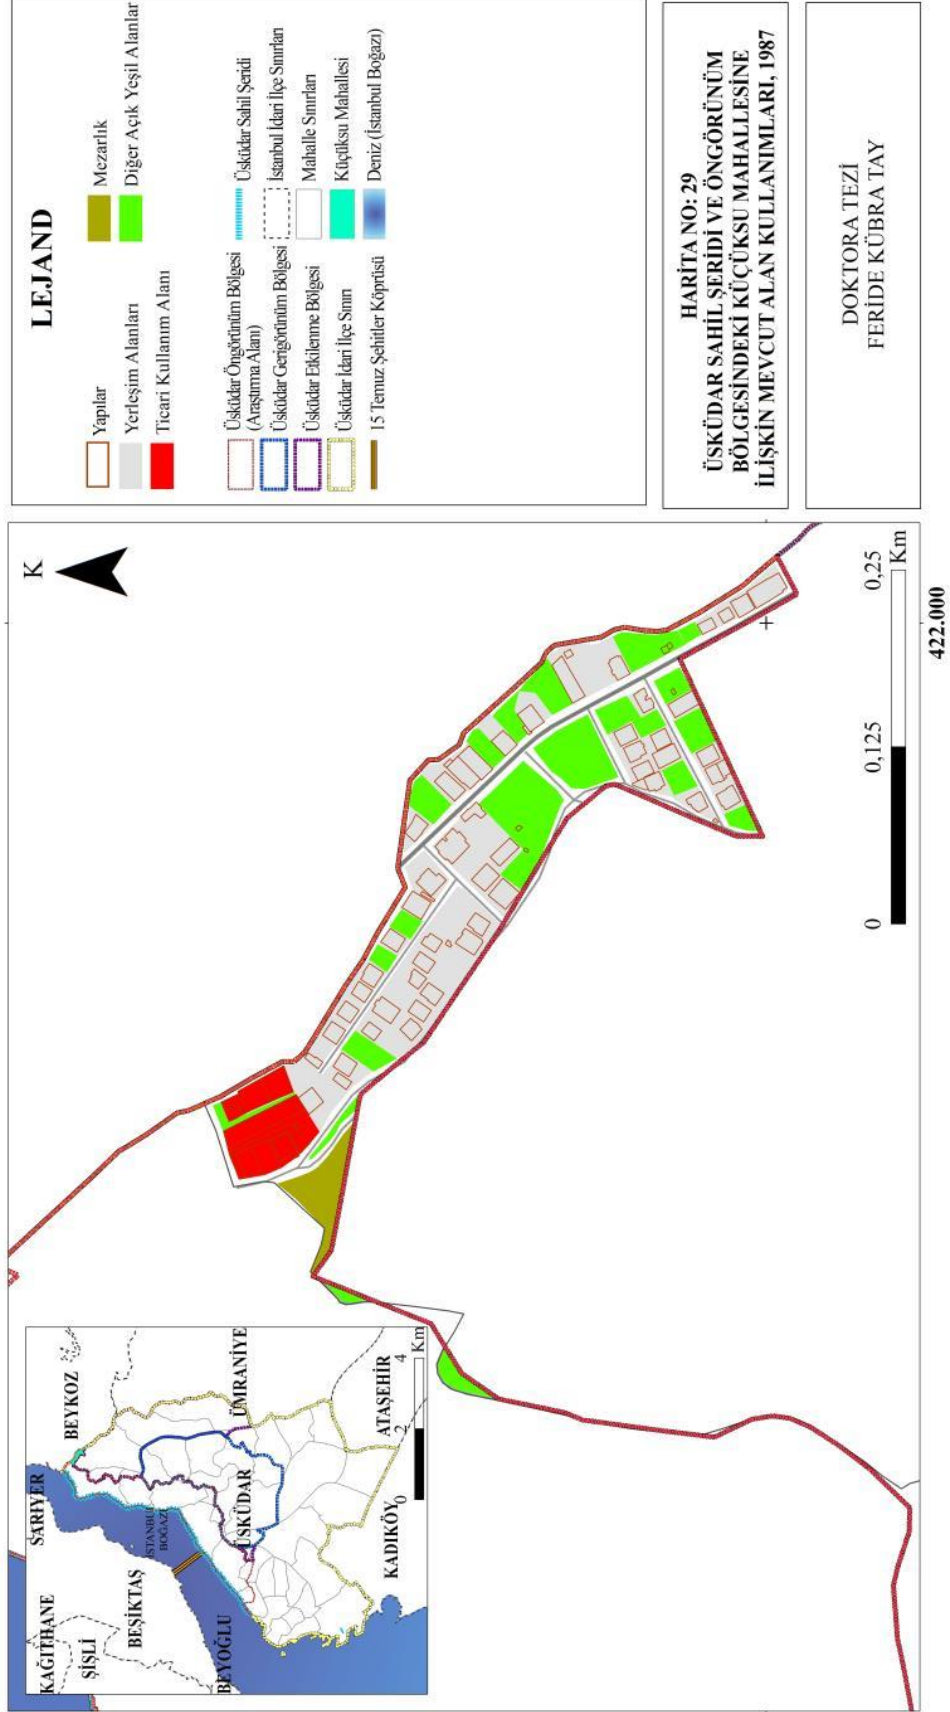 KAĞITHANE
SARIYER
ŞİŞLİ
BEYKOZ
BEŞİKTAŞ
İSTANBUL
BOĞAZI
BEYOĞLU
ÜSKÜDAR
ÜMRANİYE
KADIKÖY
ATAŞEHİR
0
2
4
Km
K
0
0,125
0,25
Km
422.000
LEJAND
Yapılar
Yerleşim Alanları
Ticari Kullanım Alanı
Mezarlık
Diğer Açık Yeşil Alanlar
Üsküdar Öngörünüm Bölgesi
(Araştırma Alanı)
Üsküdar Gerigörünüm Bölgesi
Üsküdar Etkilenme Bölgesi
Üsküdar İdari İlçe Sınırı
15 Temuz Şehitler Köprüsü
Üsküdar Sahil Şeridi
İstanbul İdari İlçe Sınırları
Mahalle Sınırları
Küçüksu Mahallesi
Deniz (İstanbul Boğazı)
HARİTA NO: 29
ÜSKÜDAR SAHİL ŞERİDİ VE ÖNGÖRÜNÜM
BÖLGESİNDEKİ KÜÇÜKSU MAHALLESİNE
İLİŞKİN MEVCUT ALAN KULLANIMLARI, 1987
DOKTORA TEZİ
FERİDE KÜBRA TAY